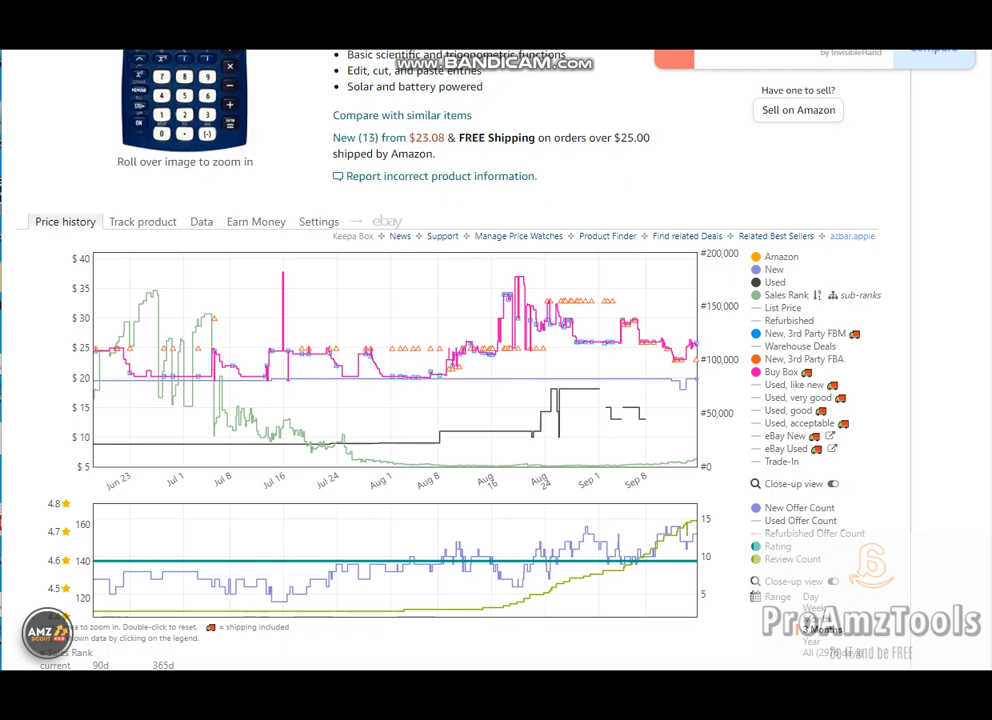 • Basic scientific and trigonometric functions
www.BANDICAM.com
• Edit, cut, and paste entries
• Solar and battery powered
by InvisibleHand
Compare
Have one to sell?
Sell on Amazon
Compare with similar items
New (13) from $23.08 & FREE Shipping on orders over $25.00
shipped by Amazon.
Roll over image to zoom in
Report incorrect product information.
Price history Track product Data Earn Money Settings → ebay
Keepa Box News Support Manage Price Watches Product Finder Find related Deals Related Best Sellers azbar.apple
$ 40
$ 35
$ 30
$ 25
$ 20
$ 15
$ 10
$ 5
#200,000
#150,000
#100,000
#50,000
#0
Jun 23 Jul 1 Jul 8 Jul 16 Jul 24 Aug 1 Aug 8 Aug 16 Aug 24 Sep 1 Sep 8
Amazon
New
Used
Sales Rank sub-ranks
List Price
Refurbished
New, 3rd Party FBM
Warehouse Deals
New, 3rd Party FBA
Buy Box
Used, like new
Used, very good
Used, good
Used, acceptable
eBay New
eBay Used
Trade-In
Close-up view
4.8
4.7
4.6
4.5
160
140
120
15
10
5
New Offer Count
Used Offer Count
Refurbished Offer Count
Rating
Review Count
Close-up view
Range Day
Week
3 Months
Year
ProAmzTools
and be FREE
AMZ
SCOUT PRO
to zoom in. Double-click to reset. = shipping included
down data by clicking on the legend.
Sales Rank
current 90d 365d